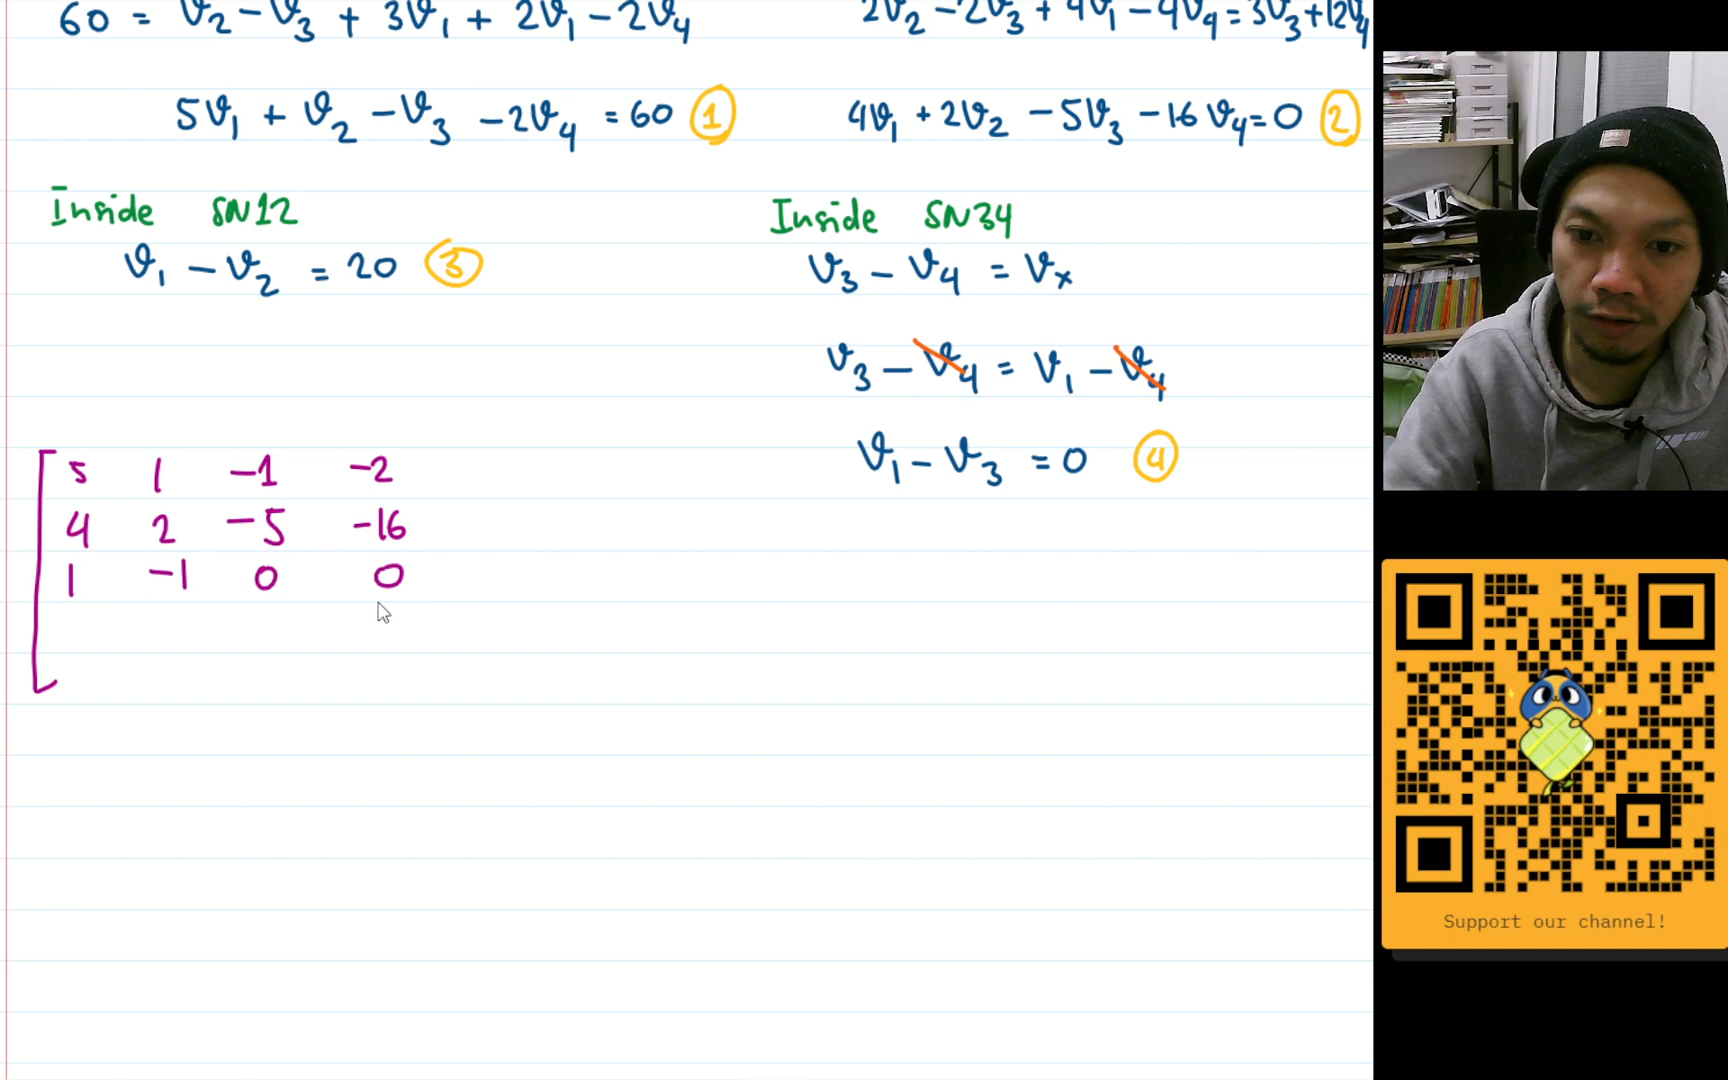 60 = v₂ - v₃ + 3v₁ + 2v₁ - 2v₄
2v₂ - 2v₃ + 4v₁ - 4v₄ = 3v₃ + 12v₄
5v₁ + v₂ - v₃ - 2v₄ = 60 ①
4v₁ + 2v₂ - 5v₃ - 16v₄ = 0 ②
Inside SN12
v₁ - v₂ = 20 ③
Inside SN34
v₃ - v₄ = vₓ
v₃ - v₄ = v₁ - v₄
v₁ - v₃ = 0 ④
5 1 -1 -2
4 2 -5 -16
1 -1 0 0
Support our channel!